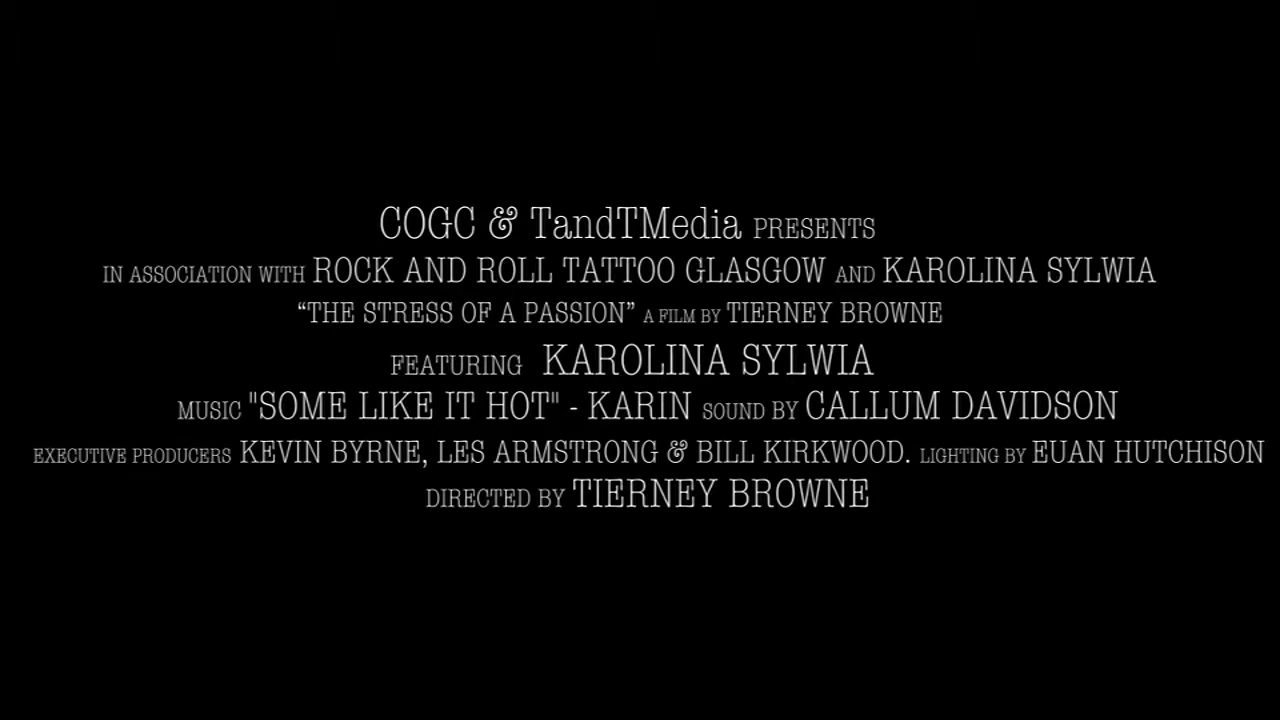 COGC & TandTMedia PRESENTS
IN ASSOCIATION WITH ROCK AND ROLL TATTOO GLASGOW AND KAROLINA SYLWIA
“THE STRESS OF A PASSION” A FILM BY TIERNEY BROWNE
FEATURING KAROLINA SYLWIA
MUSIC "SOME LIKE IT HOT" - KARIN SOUND BY CALLUM DAVIDSON
EXECUTIVE PRODUCERS KEVIN BYRNE, LES ARMSTRONG & BILL KIRKWOOD. LIGHTING BY EUAN HUTCHISON
DIRECTED BY TIERNEY BROWNE